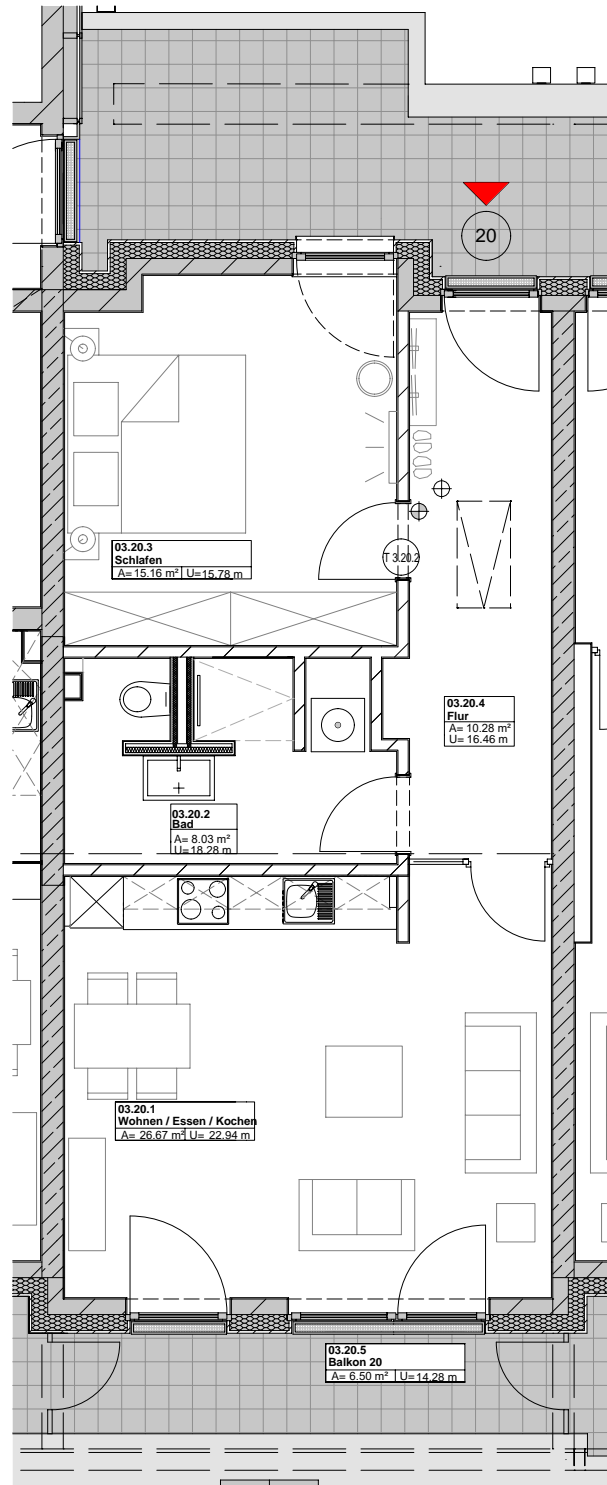 20
03.20.3
Schlafen
A= 15.16 m² U=15.78 m
T 3.20.2
03.20.4
Flur
A= 10.28 m²
U= 16.46 m
03.20.2
Bad
A= 8.03 m²
U=18.28 m
03.20.1
Wohnen / Essen / Kochen
A= 26.67 m² U= 22.94 m
03.20.5
Balkon 20
A= 6.50 m² U=14.28 m